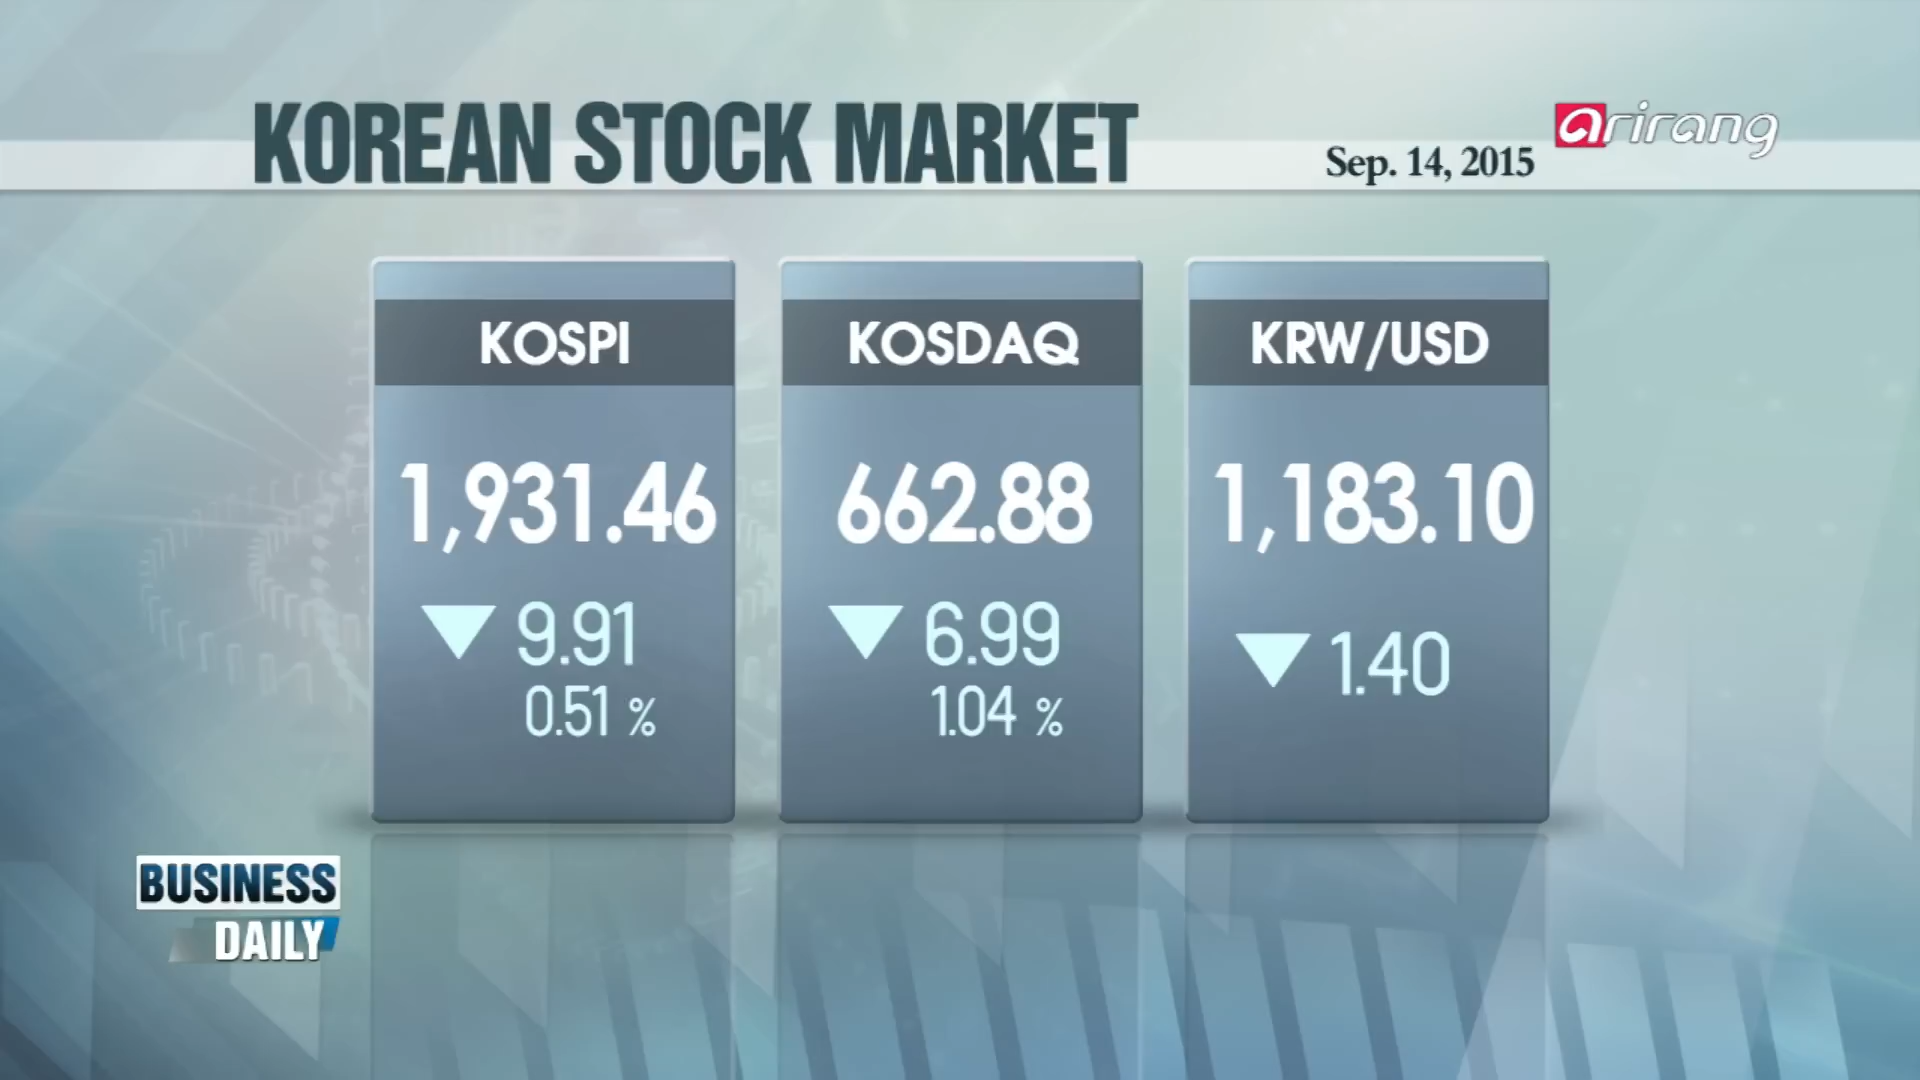 KOREAN STOCK MARKET
Sep. 14, 2015
arirang
KOSPI
1,931.46
▼ 9.91
0.51 %
KOSDAQ
662.88
▼ 6.99
1.04 %
KRW/USD
1,183.10
▼ 1.40
BUSINESS
DAILY